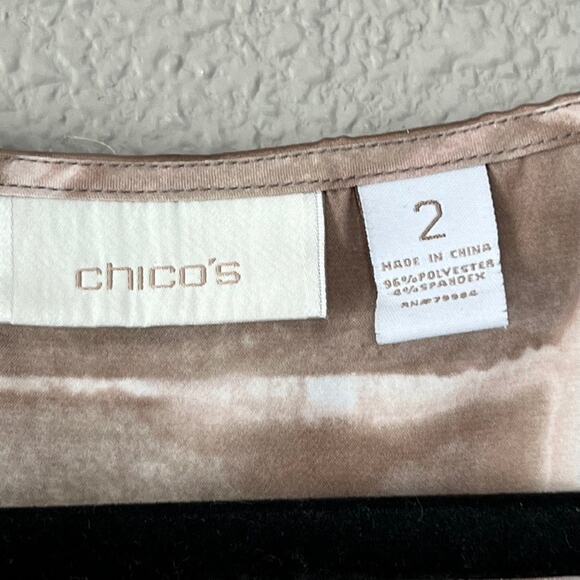 chico's
2
MADE IN CHINA
96% POLYESTER
4% SPANDEX
RN# 79984